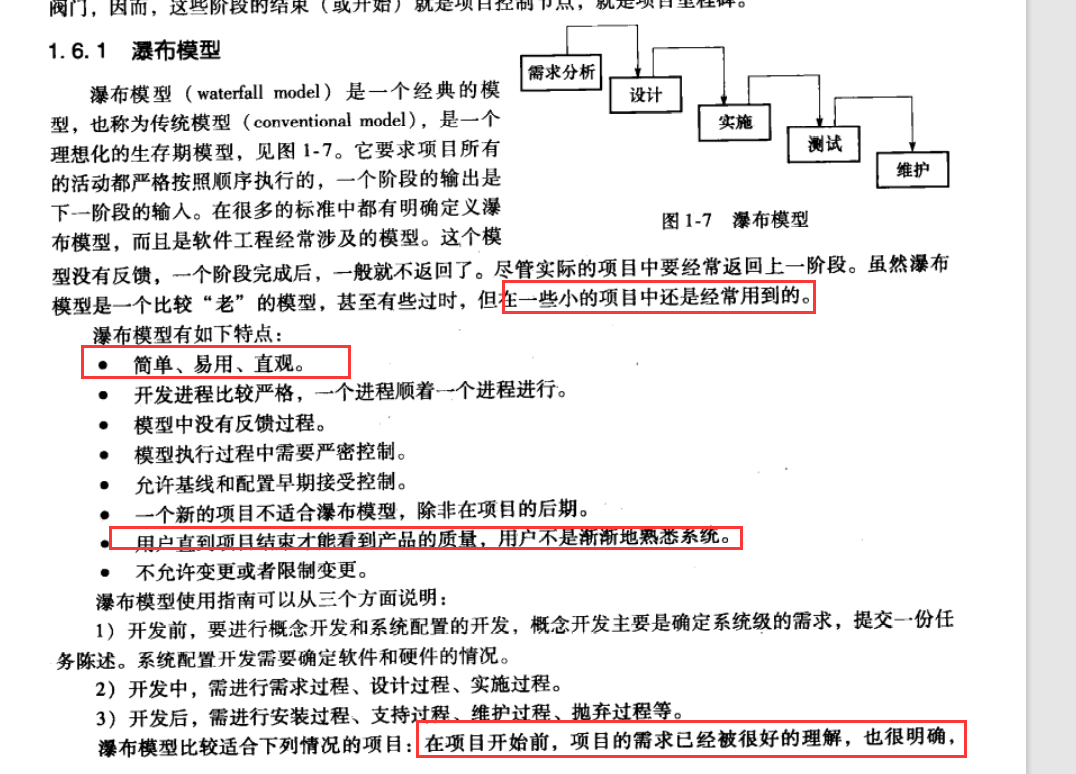 阀门，因而，这些阶段的结束（或开始）就是项目控制节点，就是项目里程碑。
1.6.1 瀑布模型
瀑布模型（waterfall model）是一个经典的模
型，也称为传统模型（conventional model），是一个
理想化的生存期模型，见图1-7。它要求项目所有
的活动都严格按照顺序执行的，一个阶段的输出是
下一阶段的输入。在很多的标准中都有明确定义瀑
布模型，而且是软件工程经常涉及的模型。这个模
需求分析
设计
实施
测试
维护
图1-7 瀑布模型
型没有反馈，一个阶段完成后，一般就不返回了。尽管实际的项目中要经常返回上一阶段。虽然瀑布
模型是一个比较“老”的模型，甚至有些过时，但在一些小的项目中还是经常用到的。
瀑布模型有如下特点：
● 简单、易用、直观。
● 开发进程比较严格，一个进程顺着一个进程进行。
● 模型中没有反馈过程。
● 模型执行过程中需要严密控制。
● 允许基线和配置早期接受控制。
● 一个新的项目不适合瀑布模型，除非在项目的后期。
● 用户直到项目结束才能看到产品的质量，用户不是渐渐地熟悉系统。
● 不允许变更或者限制变更。
瀑布模型使用指南可以从三个方面说明：
1）开发前，要进行概念开发和系统配置的开发，概念开发主要是确定系统级的需求，提交一份任
务陈述。系统配置开发需要确定软件和硬件的情况。
2）开发中，需进行需求过程、设计过程、实施过程。
3）开发后，需进行安装过程、支持过程、维护过程、抛弃过程等。
瀑布模型比较适合下列情况的项目：在项目开始前，项目的需求已经被很好的理解，也很明确，